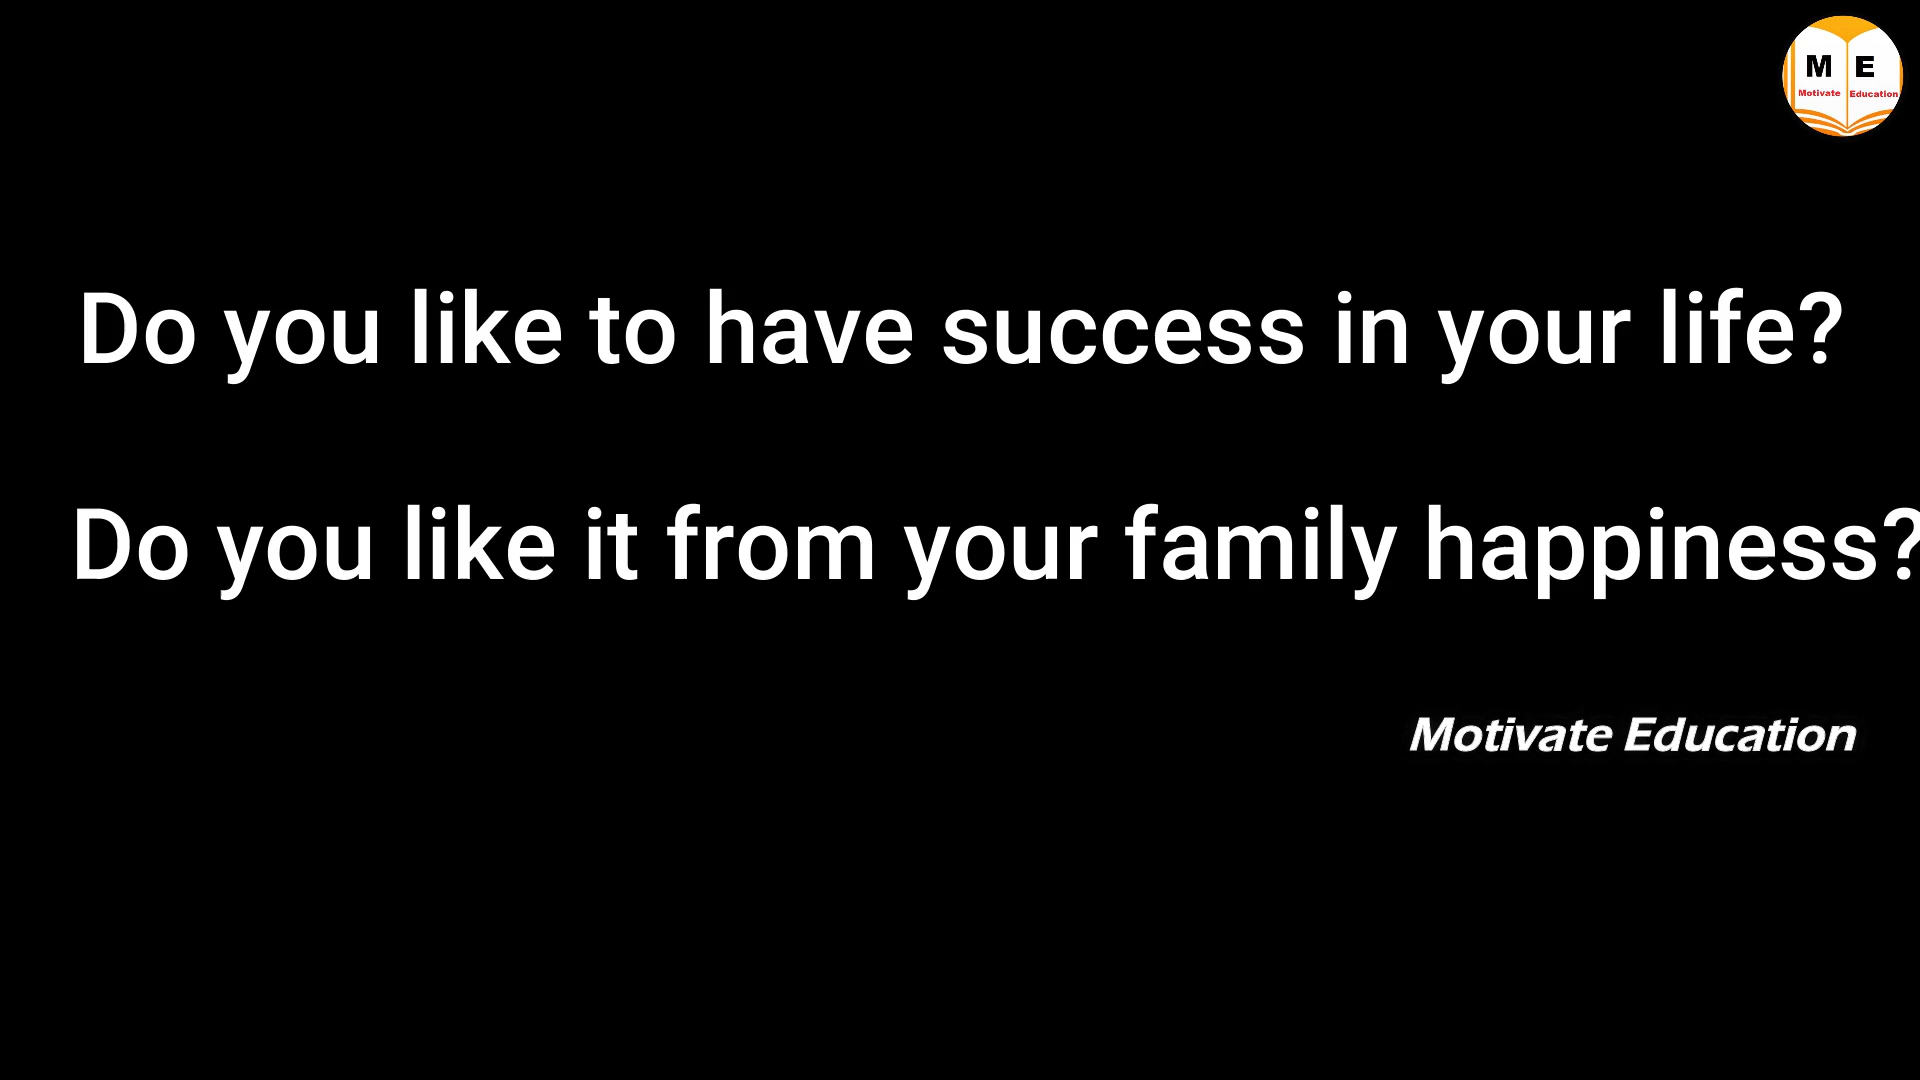 M E
Motivate Education
Do you like to have success in your life?
Do you like it from your family happiness?
Motivate Education